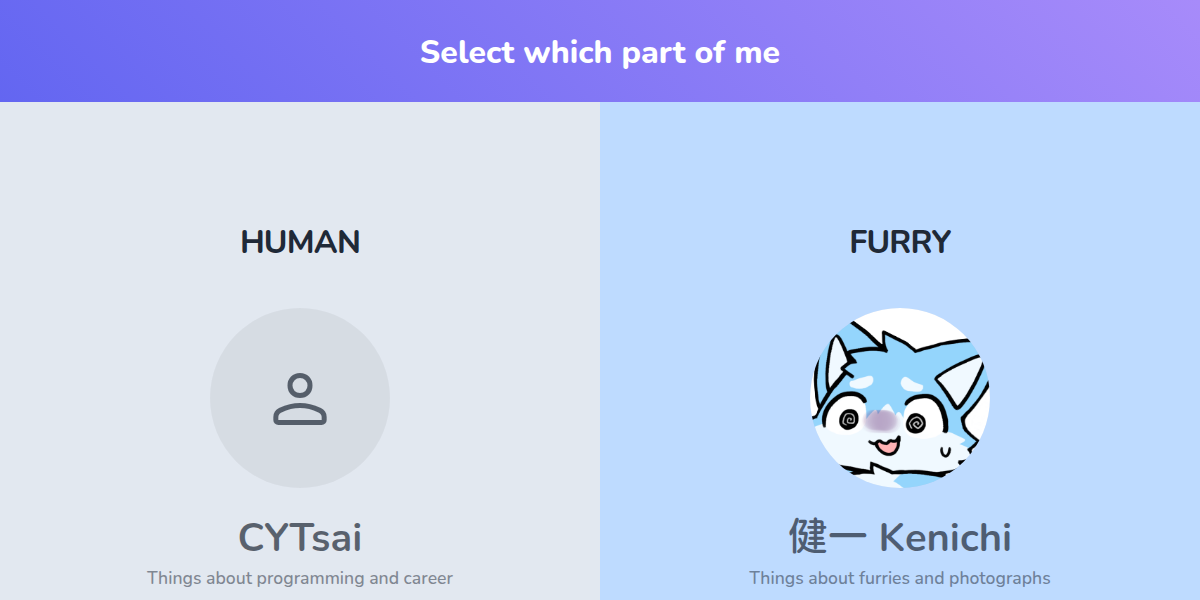 Select which part of me
HUMAN
CYTsai
Things about programming and career
FURRY
健一 Kenichi
Things about furries and photographs